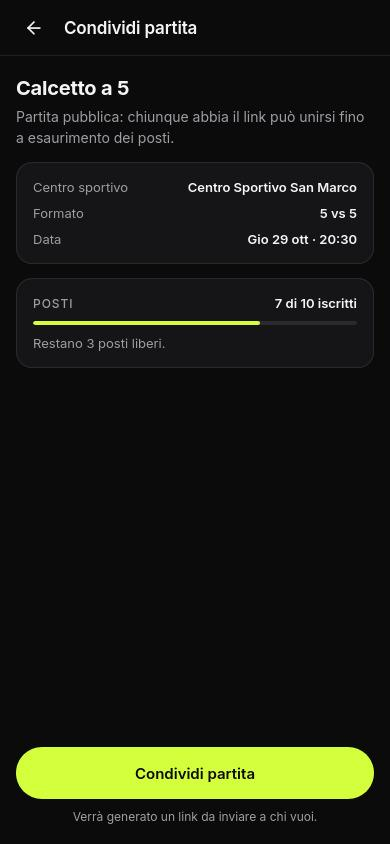 Condividi partita
Calcetto a 5
Partita pubblica: chiunque abbia il link può unirsi fino
a esaurimento dei posti.
Centro sportivo Centro Sportivo San Marco
Formato 5 vs 5
Data Gio 29 ott · 20:30
POSTI 7 di 10 iscritti
Restano 3 posti liberi.
Condividi partita
Verrà generato un link da inviare a chi vuoi.